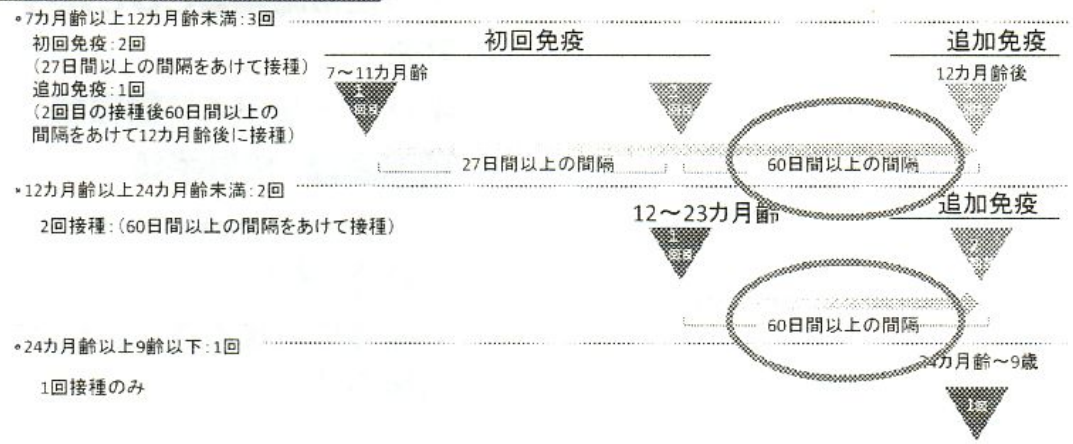 •7カ月齢以上12カ月齢未満:3回
初回免疫:2回
(27日間以上の間隔をあけて接種)
追加免疫:1回
(2回目の接種後60日間以上の
間隔をあけて12カ月齢後に接種)
初回免疫
追加免疫
7～11カ月齢
12カ月齢後
1
回目
27日間以上の間隔
60日間以上の間隔
•12カ月齢以上24カ月齢未満:2回
2回接種:(60日間以上の間隔をあけて接種)
12～23カ月齢
追加免疫
1
回目
2
60日間以上の間隔
•24カ月齢以上9齢以下:1回
1回接種のみ
24カ月齢～9歳
1回